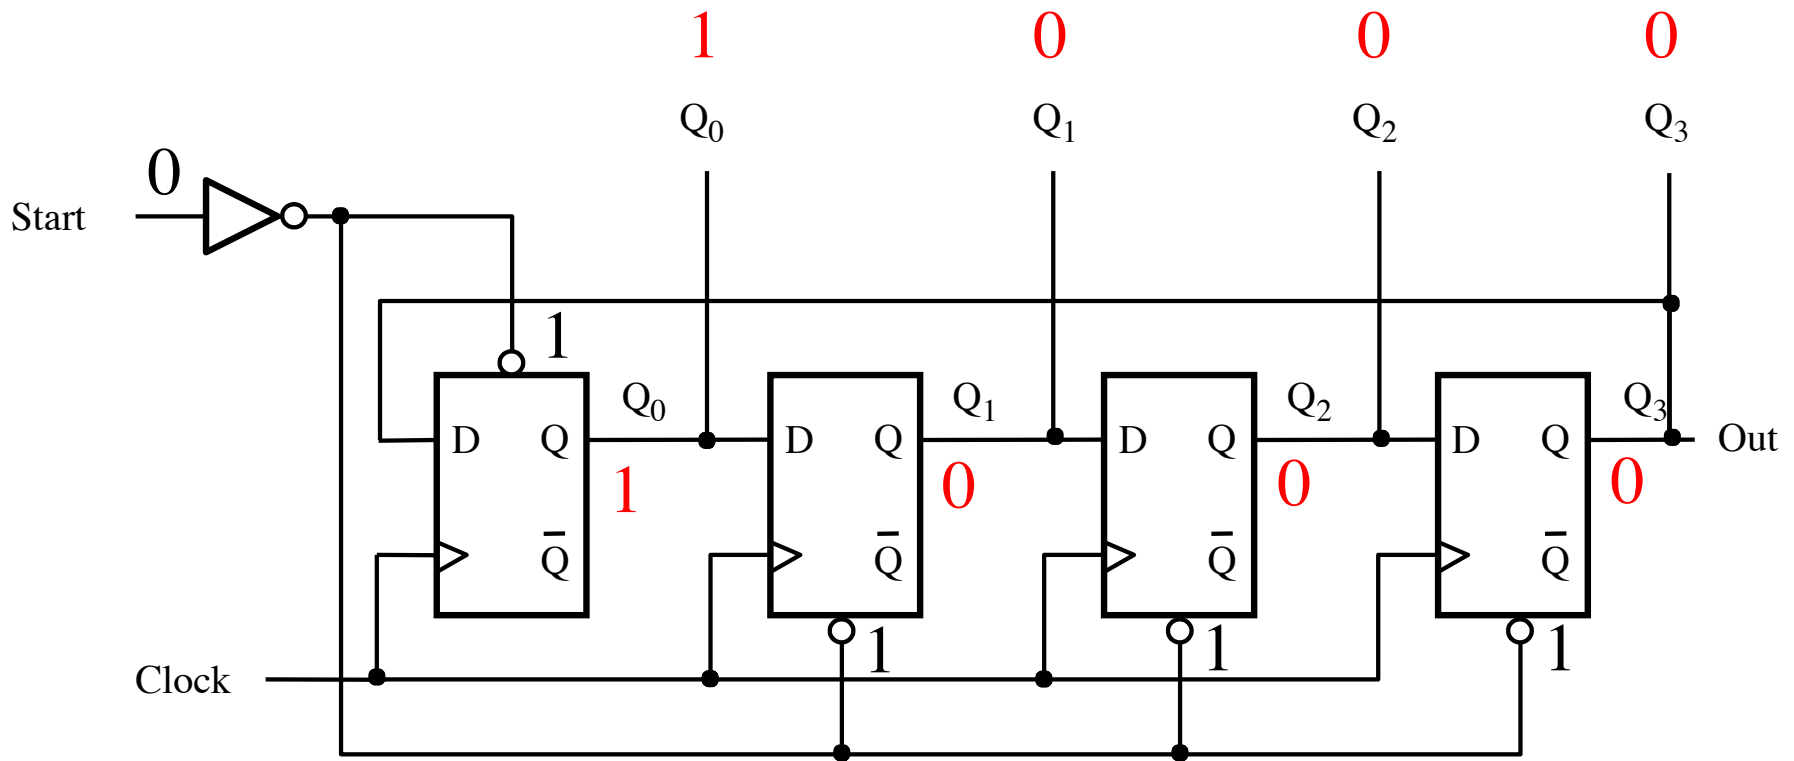 1 0 0 0
Q0 Q1 Q2 Q3
0
Start
1
Q0 Q1 Q2 Q3
D Q D Q D Q D Q Out
1 0 0 0
Q̅ Q̅ Q̅ Q̅
1 1 1
Clock